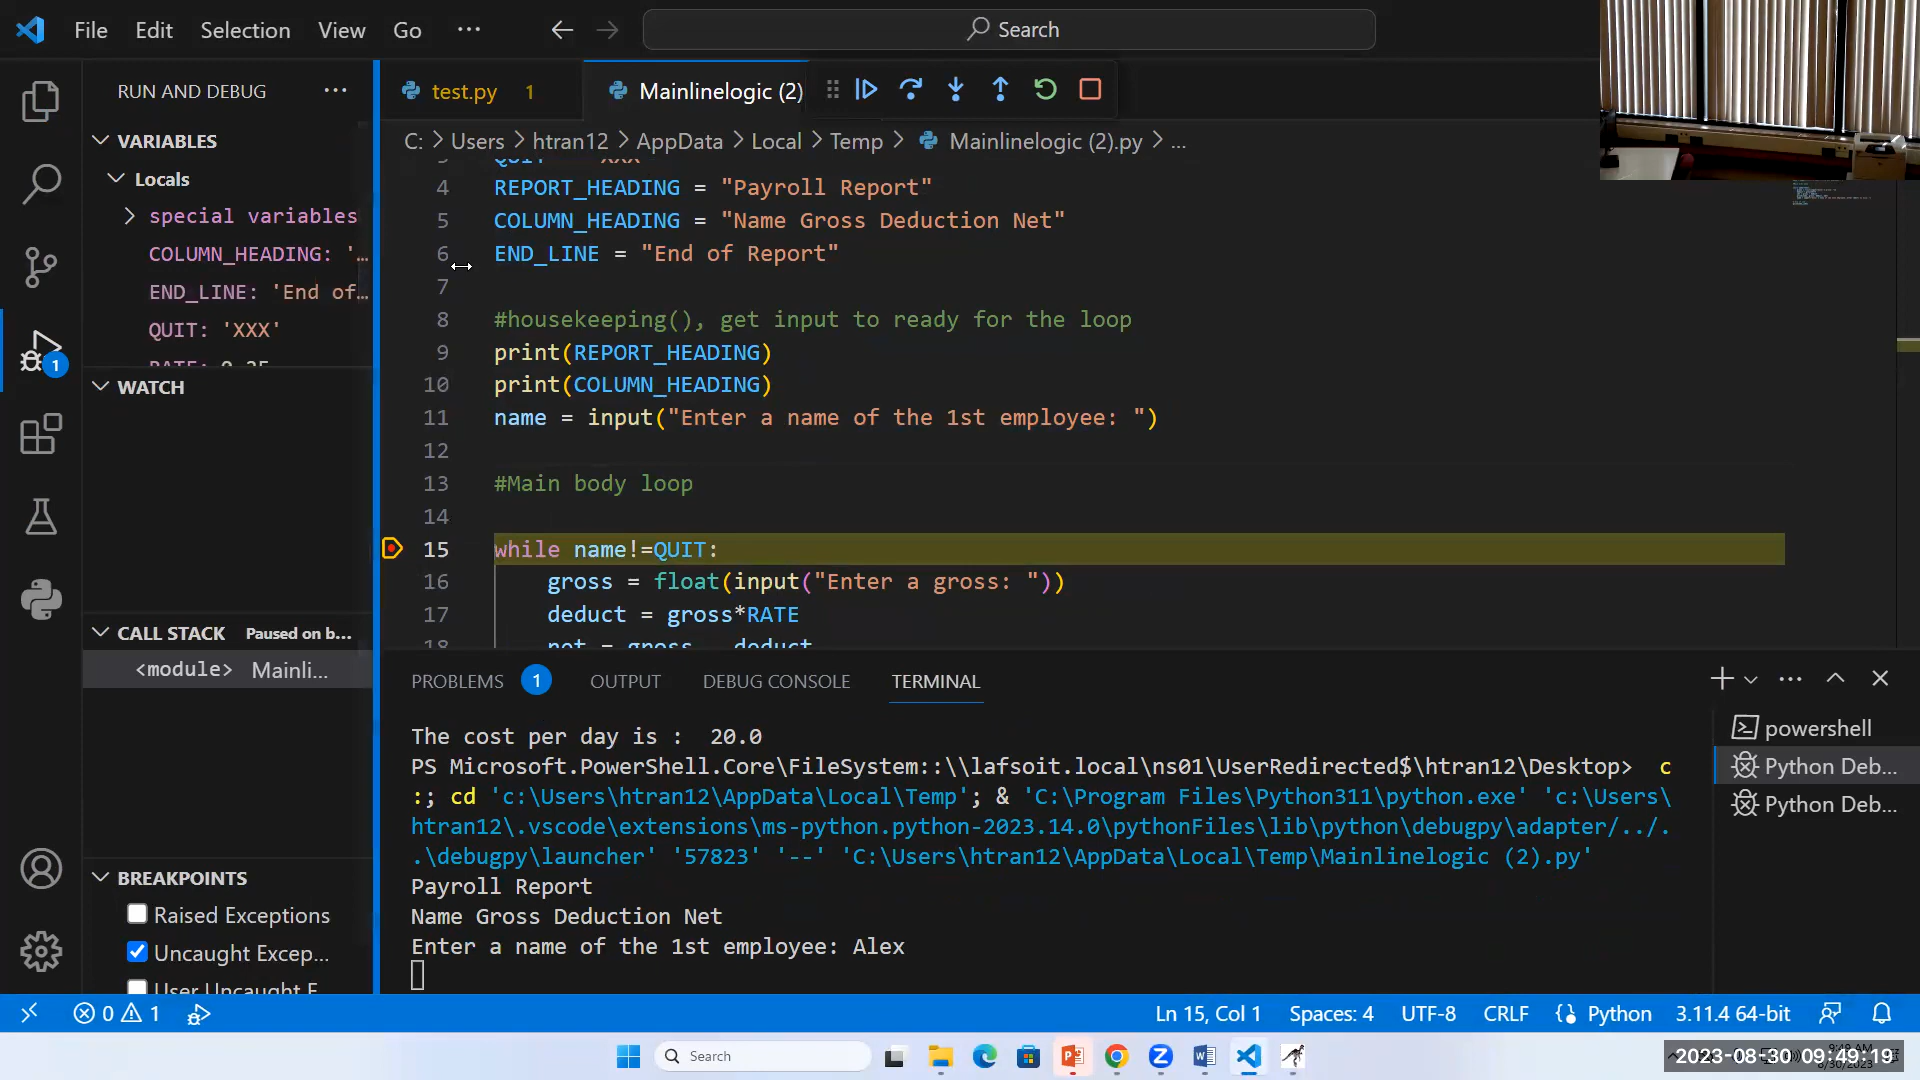 File Edit Selection View Go ... Search
RUN AND DEBUG ...
VARIABLES
Locals
special variables
COLUMN_HEADING: '...
END_LINE: 'End of...
QUIT: 'XXX'
RATE: 0.25
WATCH
CALL STACK Paused on b...
<module> Mainli...
BREAKPOINTS
Raised Exceptions
Uncaught Excep...
User Uncaught E
1
test.py 1 Mainlinelogic (2)
C: > Users > htran12 > AppData > Local > Temp > Mainlinelogic (2).py > ...
QUIT "XXX"
4 REPORT_HEADING = "Payroll Report"
5 COLUMN_HEADING = "Name Gross Deduction Net"
6 END_LINE = "End of Report"
7
8 #housekeeping(), get input to ready for the loop
9 print(REPORT_HEADING)
10 print(COLUMN_HEADING)
11 name = input("Enter a name of the 1st employee: ")
12
13 #Main body loop
14
15 while name!=QUIT:
16 gross = float(input("Enter a gross: "))
17 deduct = gross*RATE
18 net = gross - deduct
PROBLEMS 1 OUTPUT DEBUG CONSOLE TERMINAL
The cost per day is :  20.0
PS Microsoft.PowerShell.Core\FileSystem::\\lafsoit.local\ns01\UserRedirected$\htran12\Desktop>  c
:; cd 'c:\Users\htran12\AppData\Local\Temp'; & 'C:\Program Files\Python311\python.exe' 'c:\Users\
htran12\.vscode\extensions\ms-python.python-2023.14.0\pythonFiles\lib\python\debugpy\adapter/../.
.\debugpy\launcher' '57823' '--' 'C:\Users\htran12\AppData\Local\Temp\Mainlinelogic (2).py'
Payroll Report
Name Gross Deduction Net
Enter a name of the 1st employee: Alex
powershell
Python Deb...
Python Deb...
0 1 Ln 15, Col 1 Spaces: 4 UTF-8 CRLF Python 3.11.4 64-bit
Search
2023-08-30 09:49:19